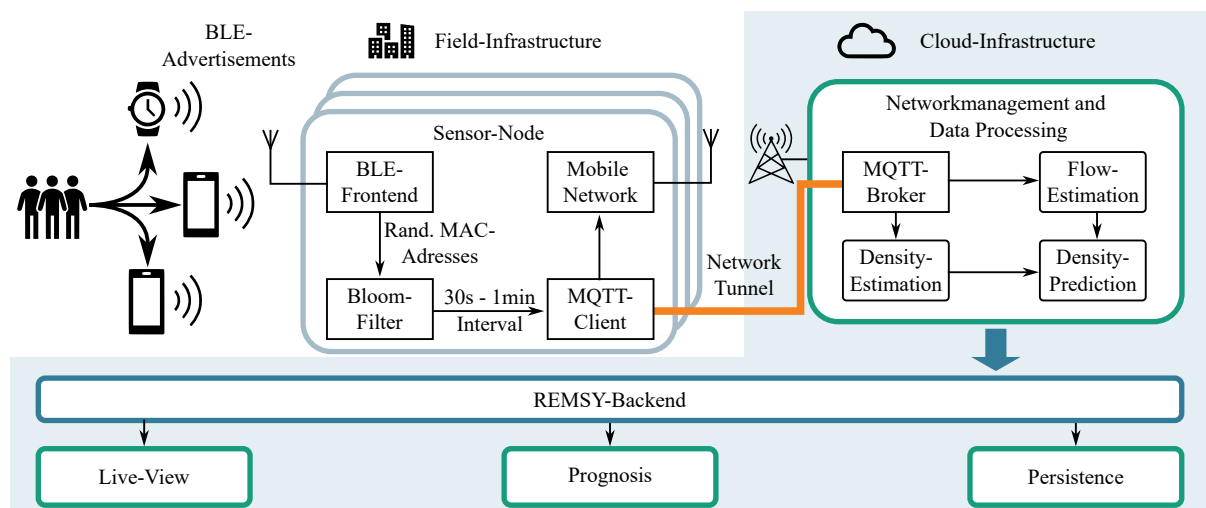 BLE-
Advertisements
Field-Infrastructure
Cloud-Infrastructure
Sensor-Node
BLE-
Frontend
Mobile
Network
Rand. MAC-
Adresses
Bloom-
Filter
30s - 1min
Interval
MQTT-
Client
Network
Tunnel
Networkmanagement and
Data Processing
MQTT-
Broker
Flow-
Estimation
Density-
Estimation
Density-
Prediction
REMSY-Backend
Live-View
Prognosis
Persistence